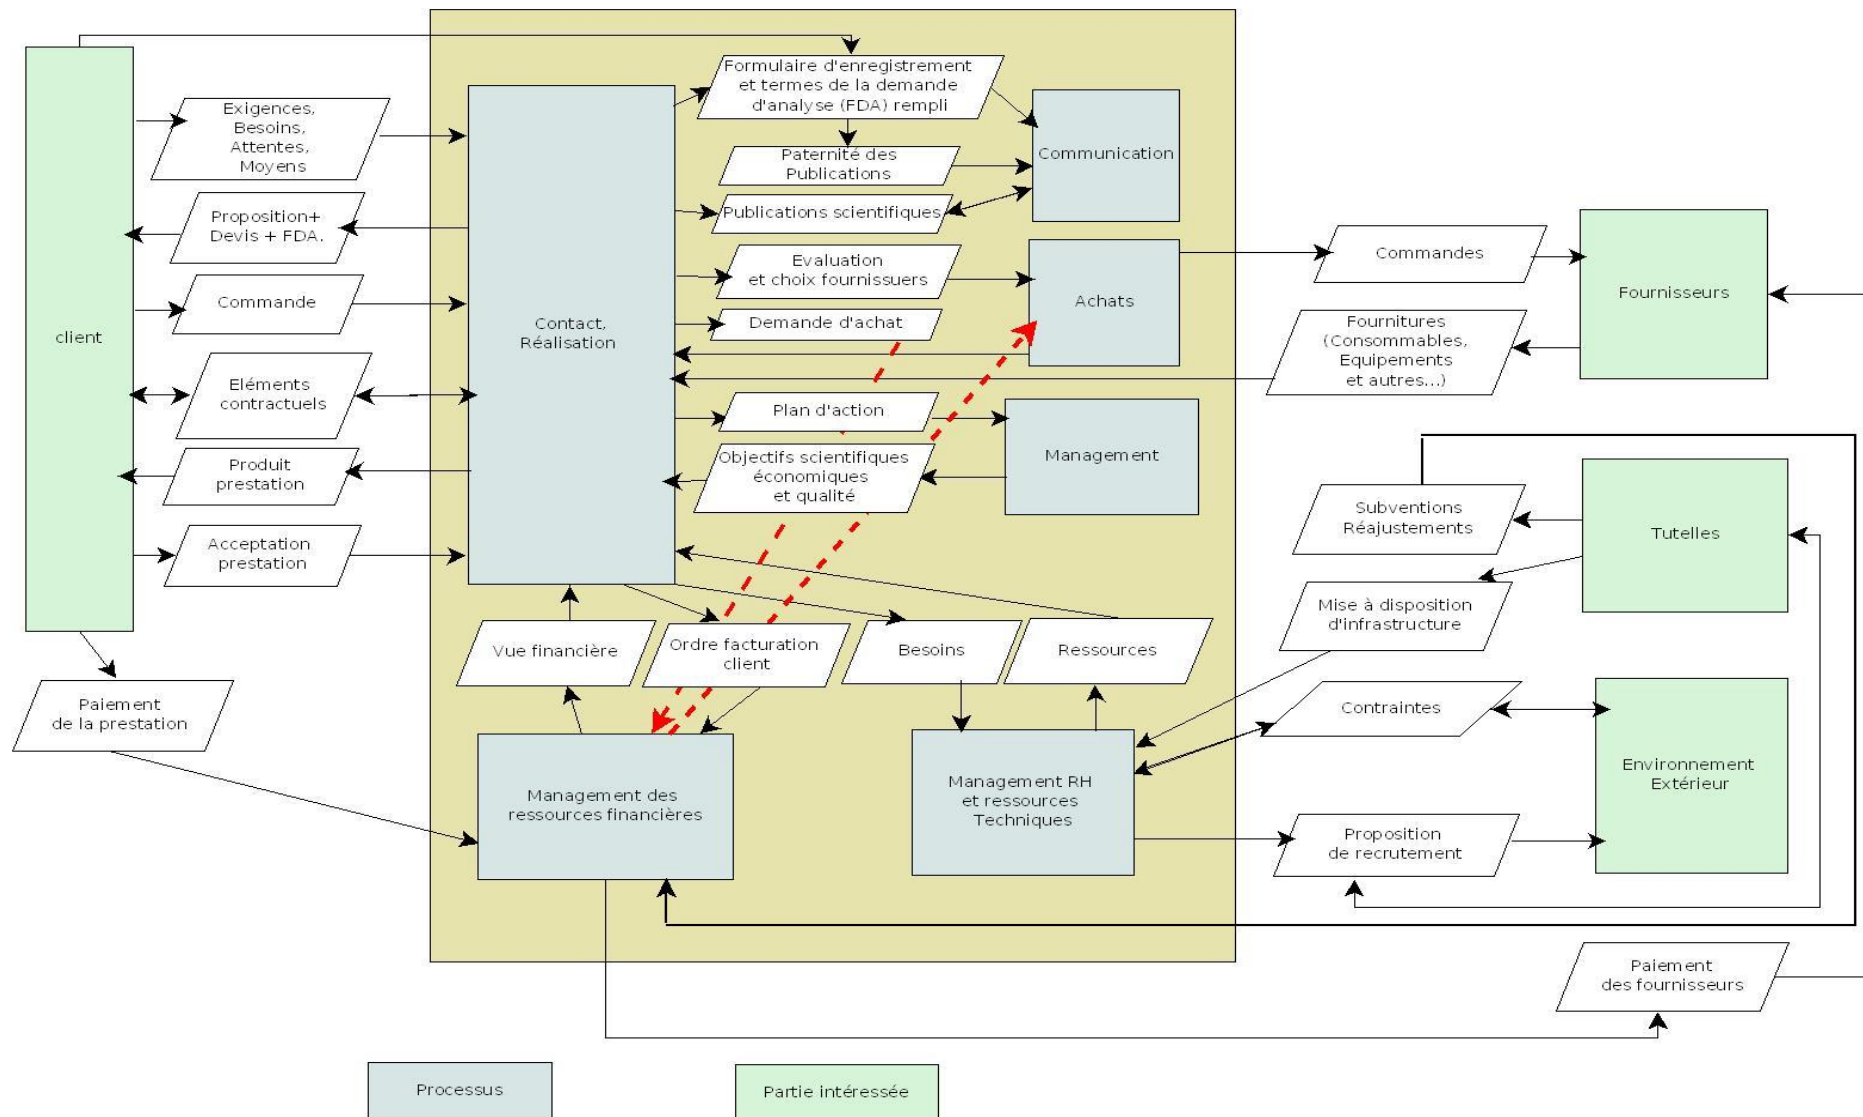 client
Exigences,
Besoins,
Attentes,
Moyens
Proposition+
Devis + FDA.
Commande
Eléments
contractuels
Produit
prestation
Acceptation
prestation
Paiement
de la prestation
Contact,
Réalisation
Formulaire d'enregistrement
et termes de la demande
d'analyse (FDA) rempli
Paternité des
Publications
Publications scientifiques
Evaluation
et choix fournissuers
Demande d'achat
Plan d'action
Objectifs scientifiques
économiques
et qualité
Communication
Achats
Management
Vue financière
Ordre facturation
client
Besoins
Ressources
Management des
ressources financières
Management RH
et ressources
Techniques
Commandes
Fournitures
(Consommables,
Equipements
et autres...)
Fournisseurs
Subventions
Réajustements
Tutelles
Mise à disposition
d'infrastructure
Contraintes
Environnement
Extérieur
Proposition
de recrutement
Paiement
des fournisseurs
Processus
Partie intéressée